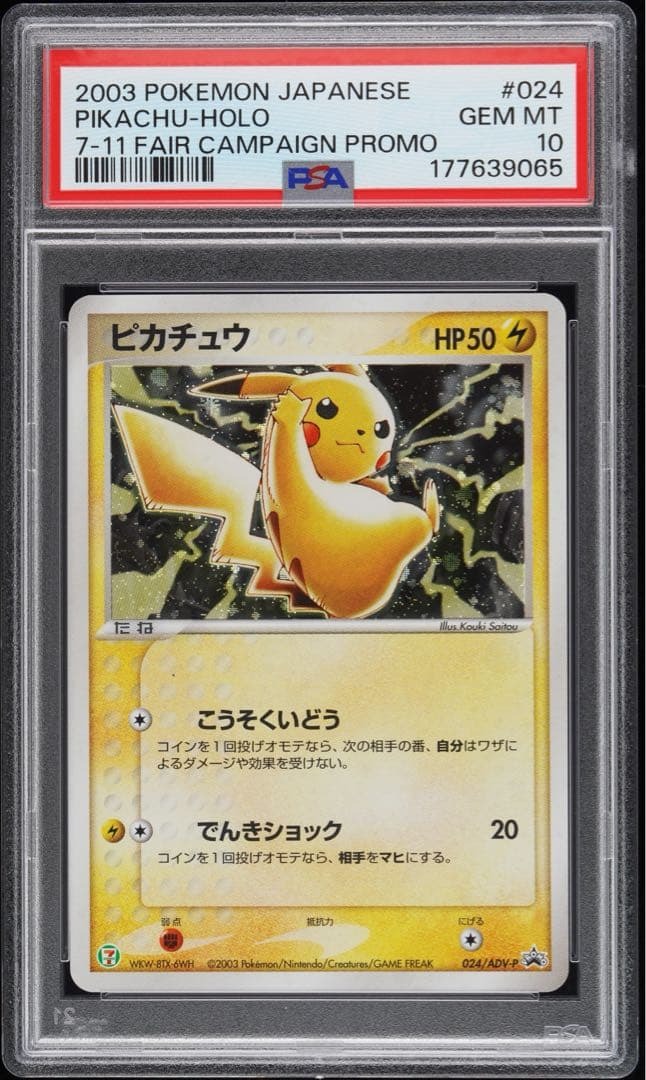 2003 POKEMON JAPANESE #024
PIKACHU-HOLO GEM MT
7-11 FAIR CAMPAIGN PROMO 10
PSA 177639065
ピカチュウ HP50
たね Illus. Kouki Saitou
こうそくいどう
コインを1回投げオモテなら、次の相手の番、自分はワザに
よるダメージや効果を受けない。
でんきショック 20
コインを1回投げオモテなら、相手をマヒにする。
弱点 抵抗力 にげる
7 WKW-8TX-6WH ©2003 Pokémon/Nintendo/Creatures/GAME FREAK 024/ADV-P
PSA